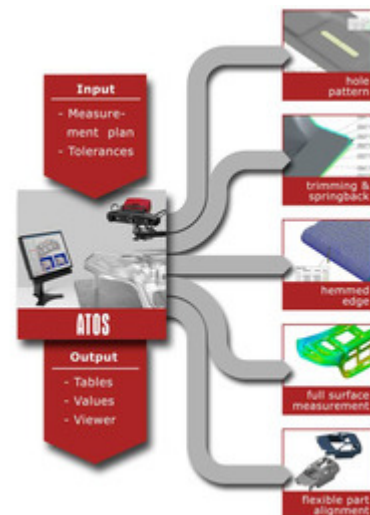 Input
- Measure-
ment plan
- Tolerances
ATOS
Output
- Tables
- Values
- Viewer
hole
pattern
trimming &
springback
hemmed
edge
full surface
measurement
flexible part
alignment